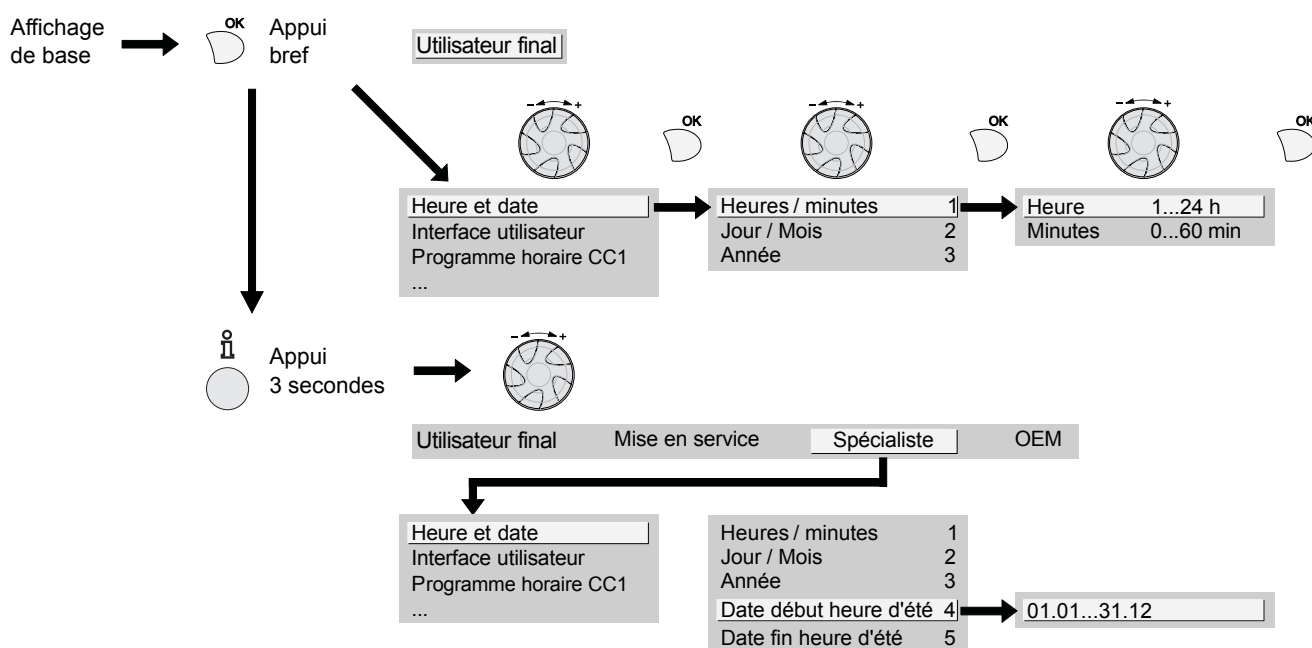 Affichage
de base
OK
Appui
bref
Utilisateur final
- +
OK
- +
OK
- +
OK
Heure et date
Interface utilisateur
Programme horaire CC1
...
Heures / minutes 1
Jour / Mois 2
Année 3
Heure 1...24 h
Minutes 0...60 min
Appui
3 secondes
- +
Utilisateur final Mise en service Spécialiste OEM
Heure et date
Interface utilisateur
Programme horaire CC1
...
Heures / minutes 1
Jour / Mois 2
Année 3
Date début heure d'été 4
Date fin heure d'été 5
01.01...31.12